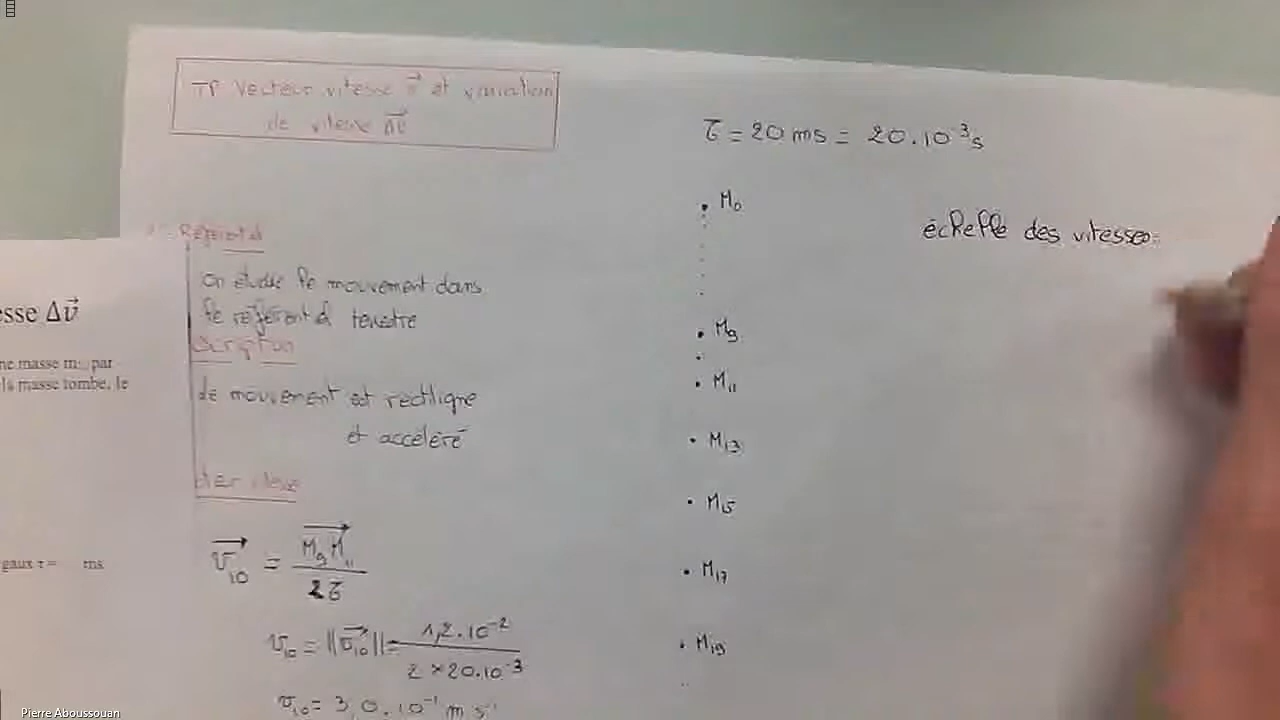 TP Vecteur vitesse v⃗ et variation
de vitesse Δv⃗
τ = 20 ms = 20.10⁻³ s
M₀
échelle des vitesses:
Référentiel
on étudie le mouvement dans
le référentiel terrestre
scription
le mouvement est rectiligne
et accéléré
M₉
M₁₁
M₁₃
M₁₅
M₁₇
M₁₉
v₁₀⃗ = M₉M₁₁⃗ / 2τ
v₁₀ = ||v₁₀⃗|| = 1,2.10⁻² / 2 × 20.10⁻³
v₁₀ = 3,0.10⁻¹ m s⁻¹
esse Δv⃗
ne masse m par
la masse tombe, le
gaux τ = ms
Pierre Aboussouan